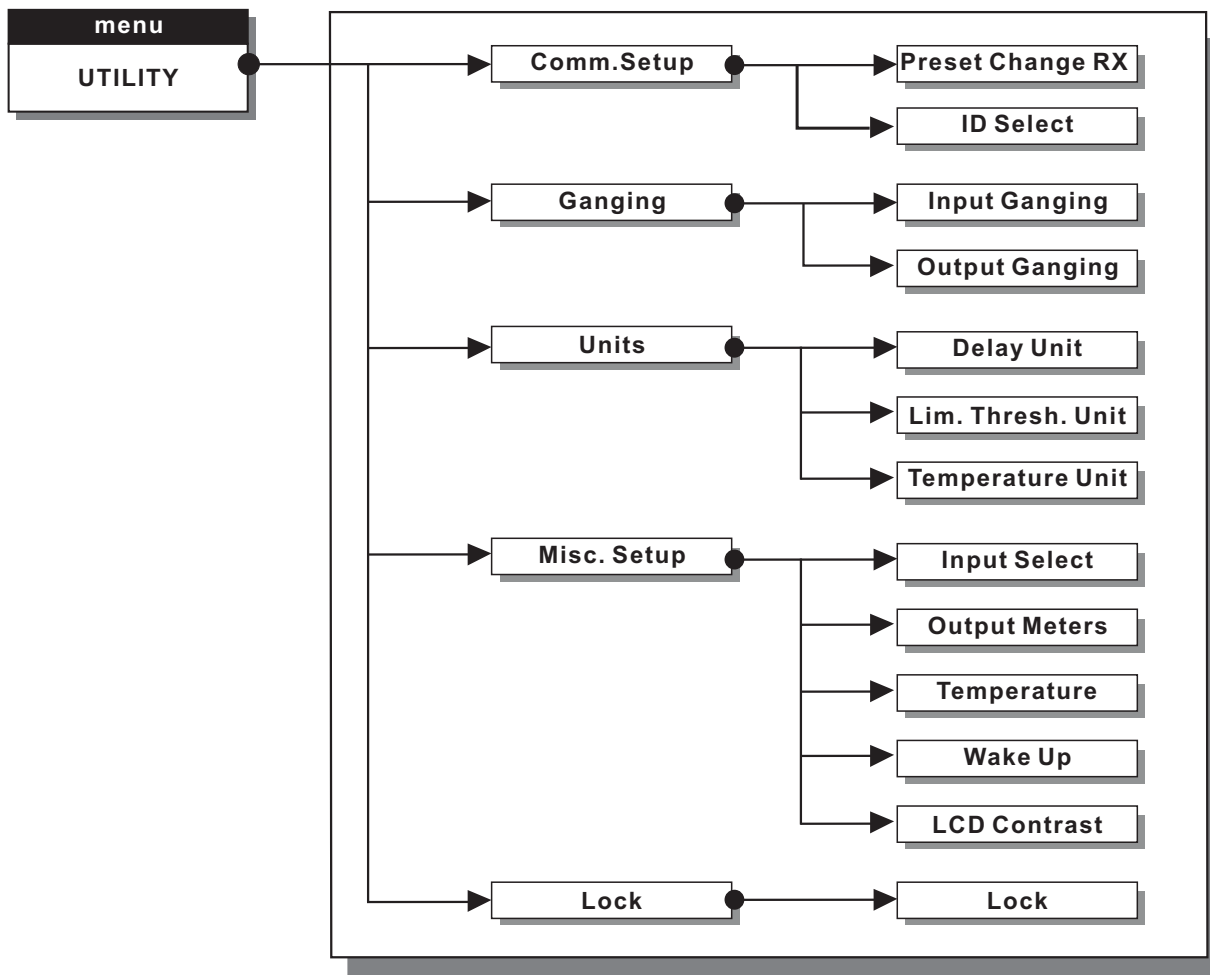 menu
UTILITY
Comm.Setup
Preset Change RX
ID Select
Ganging
Input Ganging
Output Ganging
Units
Delay Unit
Lim. Thresh. Unit
Temperature Unit
Misc. Setup
Input Select
Output Meters
Temperature
Wake Up
LCD Contrast
Lock
Lock